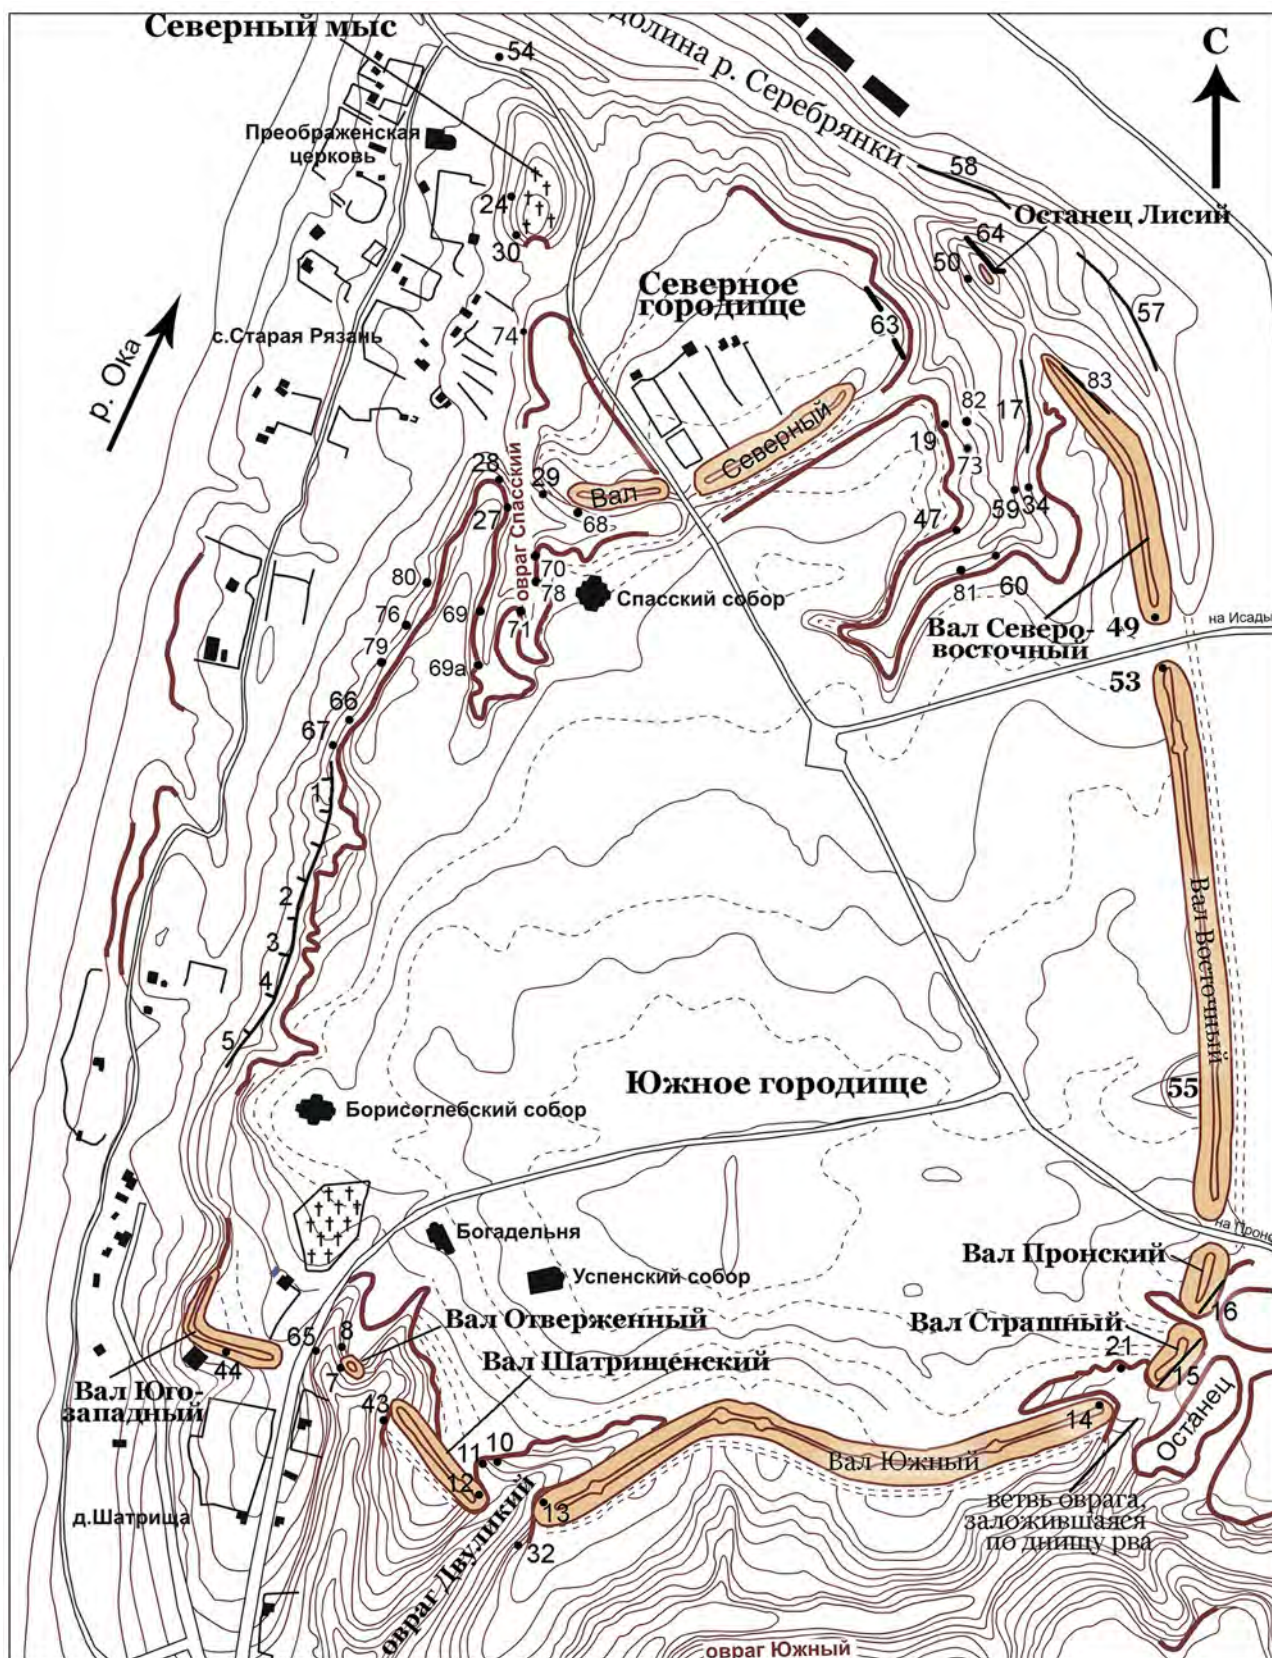 Северный мыс
54
долина р. Серебрянки
С
Преображенская
церковь
58
24
30
Останец Лисий
64
50
Северное
городище
63
57
74
с.Старая Рязань
р. Ока
83
82
17
19
73
Северный
28
29
Вал
27
68
овраг Спасский
59
34
47
70
80
78
Спасский собор
81
60
76
69
71
на Исады
Вал Северо-
восточный
49
79
69а
53
66
67
1
2
3
4
5
Вал Восточный
Южное городище
55
Борисоглебский собор
Богадельня
Успенский собор
Вал Пронский
16
Вал Отверженный
Вал Страшный
65
8
7
44
21
15
Вал Шатрищенский
Вал Юго-
западный
43
14
Останец
11
10
12
13
Вал Южный
ветвь оврага,
заложившаяся
по днищу рва
д.Шатрища
32
овраг Двуликий
овраг Южный